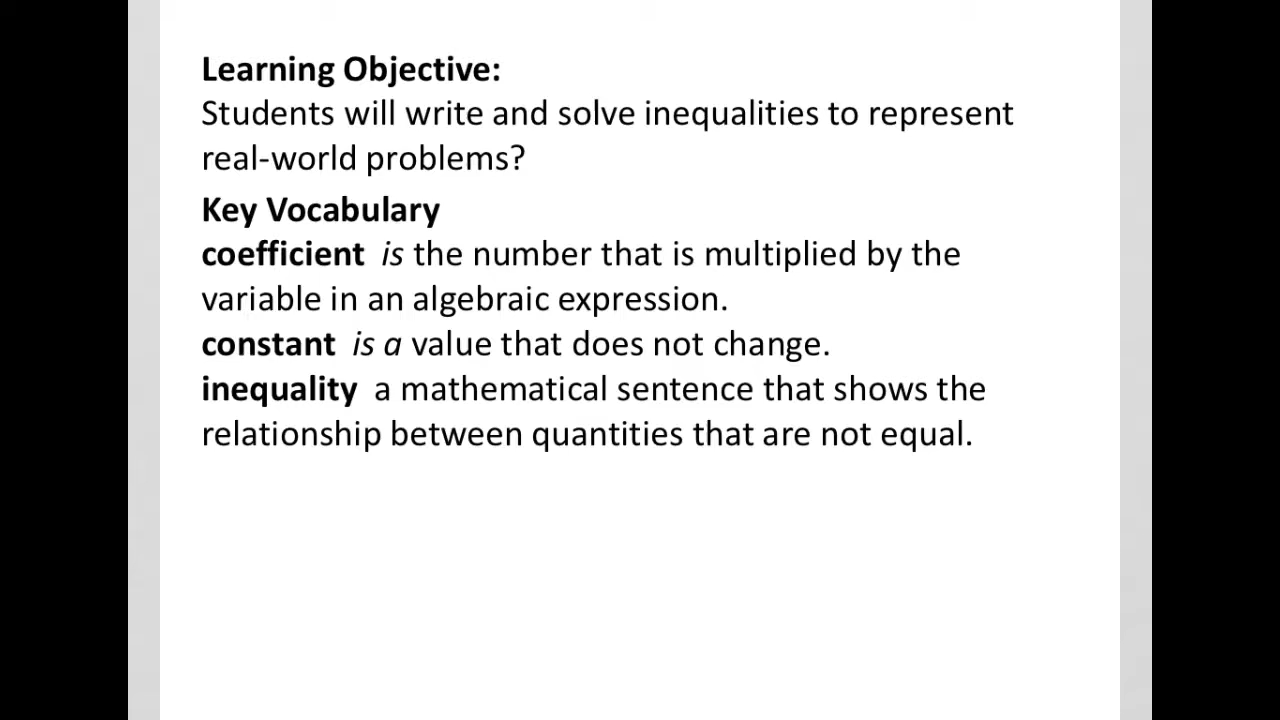 Learning Objective:
Students will write and solve inequalities to represent
real-world problems?
Key Vocabulary
coefficient is the number that is multiplied by the
variable in an algebraic expression.
constant is a value that does not change.
inequality a mathematical sentence that shows the
relationship between quantities that are not equal.